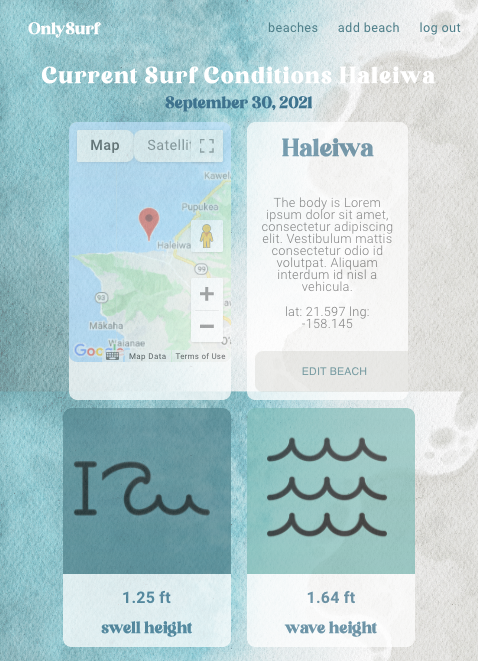 OnlySurf
beaches add beach log out
Current Surf Conditions Haleiwa
September 30, 2021
Map
Kawel
Pupukea
Haleiwa
99
93
Mākaha
Waianae
Google
Map Data
Terms of Use
Haleiwa
The body is Lorem
ipsum dolor sit amet,
consectetur adipiscing
elit. Vestibulum mattis
consectetur odio id
volutpat. Aliquam
interdum id nisl a
vehicula.
lat: 21.597 lng:
-158.145
EDIT BEACH
1.25 ft
swell height
1.64 ft
wave height